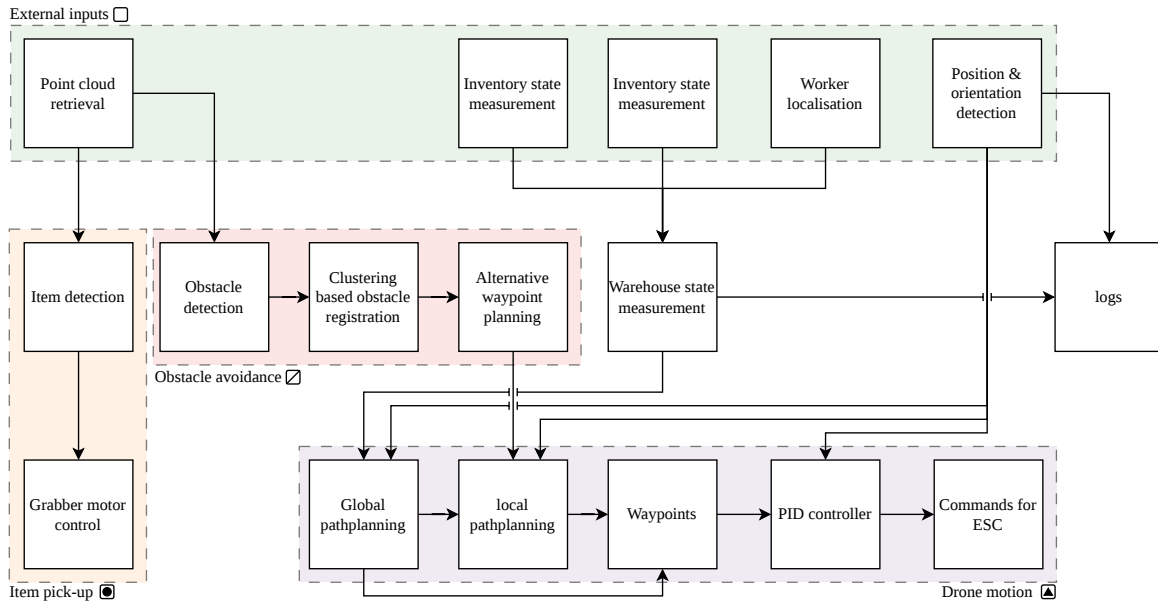 External inputs
Point cloud
retrieval
Inventory state
measurement
Inventory state
measurement
Worker
localisation
Position &
orientation
detection
Item detection
Obstacle
detection
Clustering
based obstacle
registration
Alternative
waypoint
planning
Warehouse state
measurement
logs
Obstacle avoidance
Grabber motor
control
Global
pathplanning
local
pathplanning
Waypoints
PID controller
Commands for
ESC
Item pick-up
Drone motion